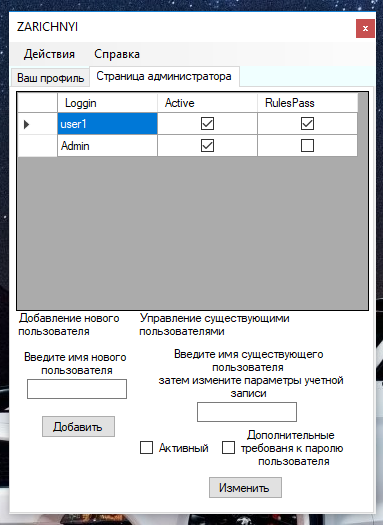 ZARICHNYI
x
Действия Справка
Ваш профиль Страница администратора
Loggin Active RulesPass
user1
Admin
Добавление нового
пользователя
Управление существующими
пользователями
Введите имя нового
пользователя
Добавить
Введите имя существующего
пользователя
затем измените параметры учетной
записи
Активный
Дополнительные
требованя к паролю
пользователя
Изменить